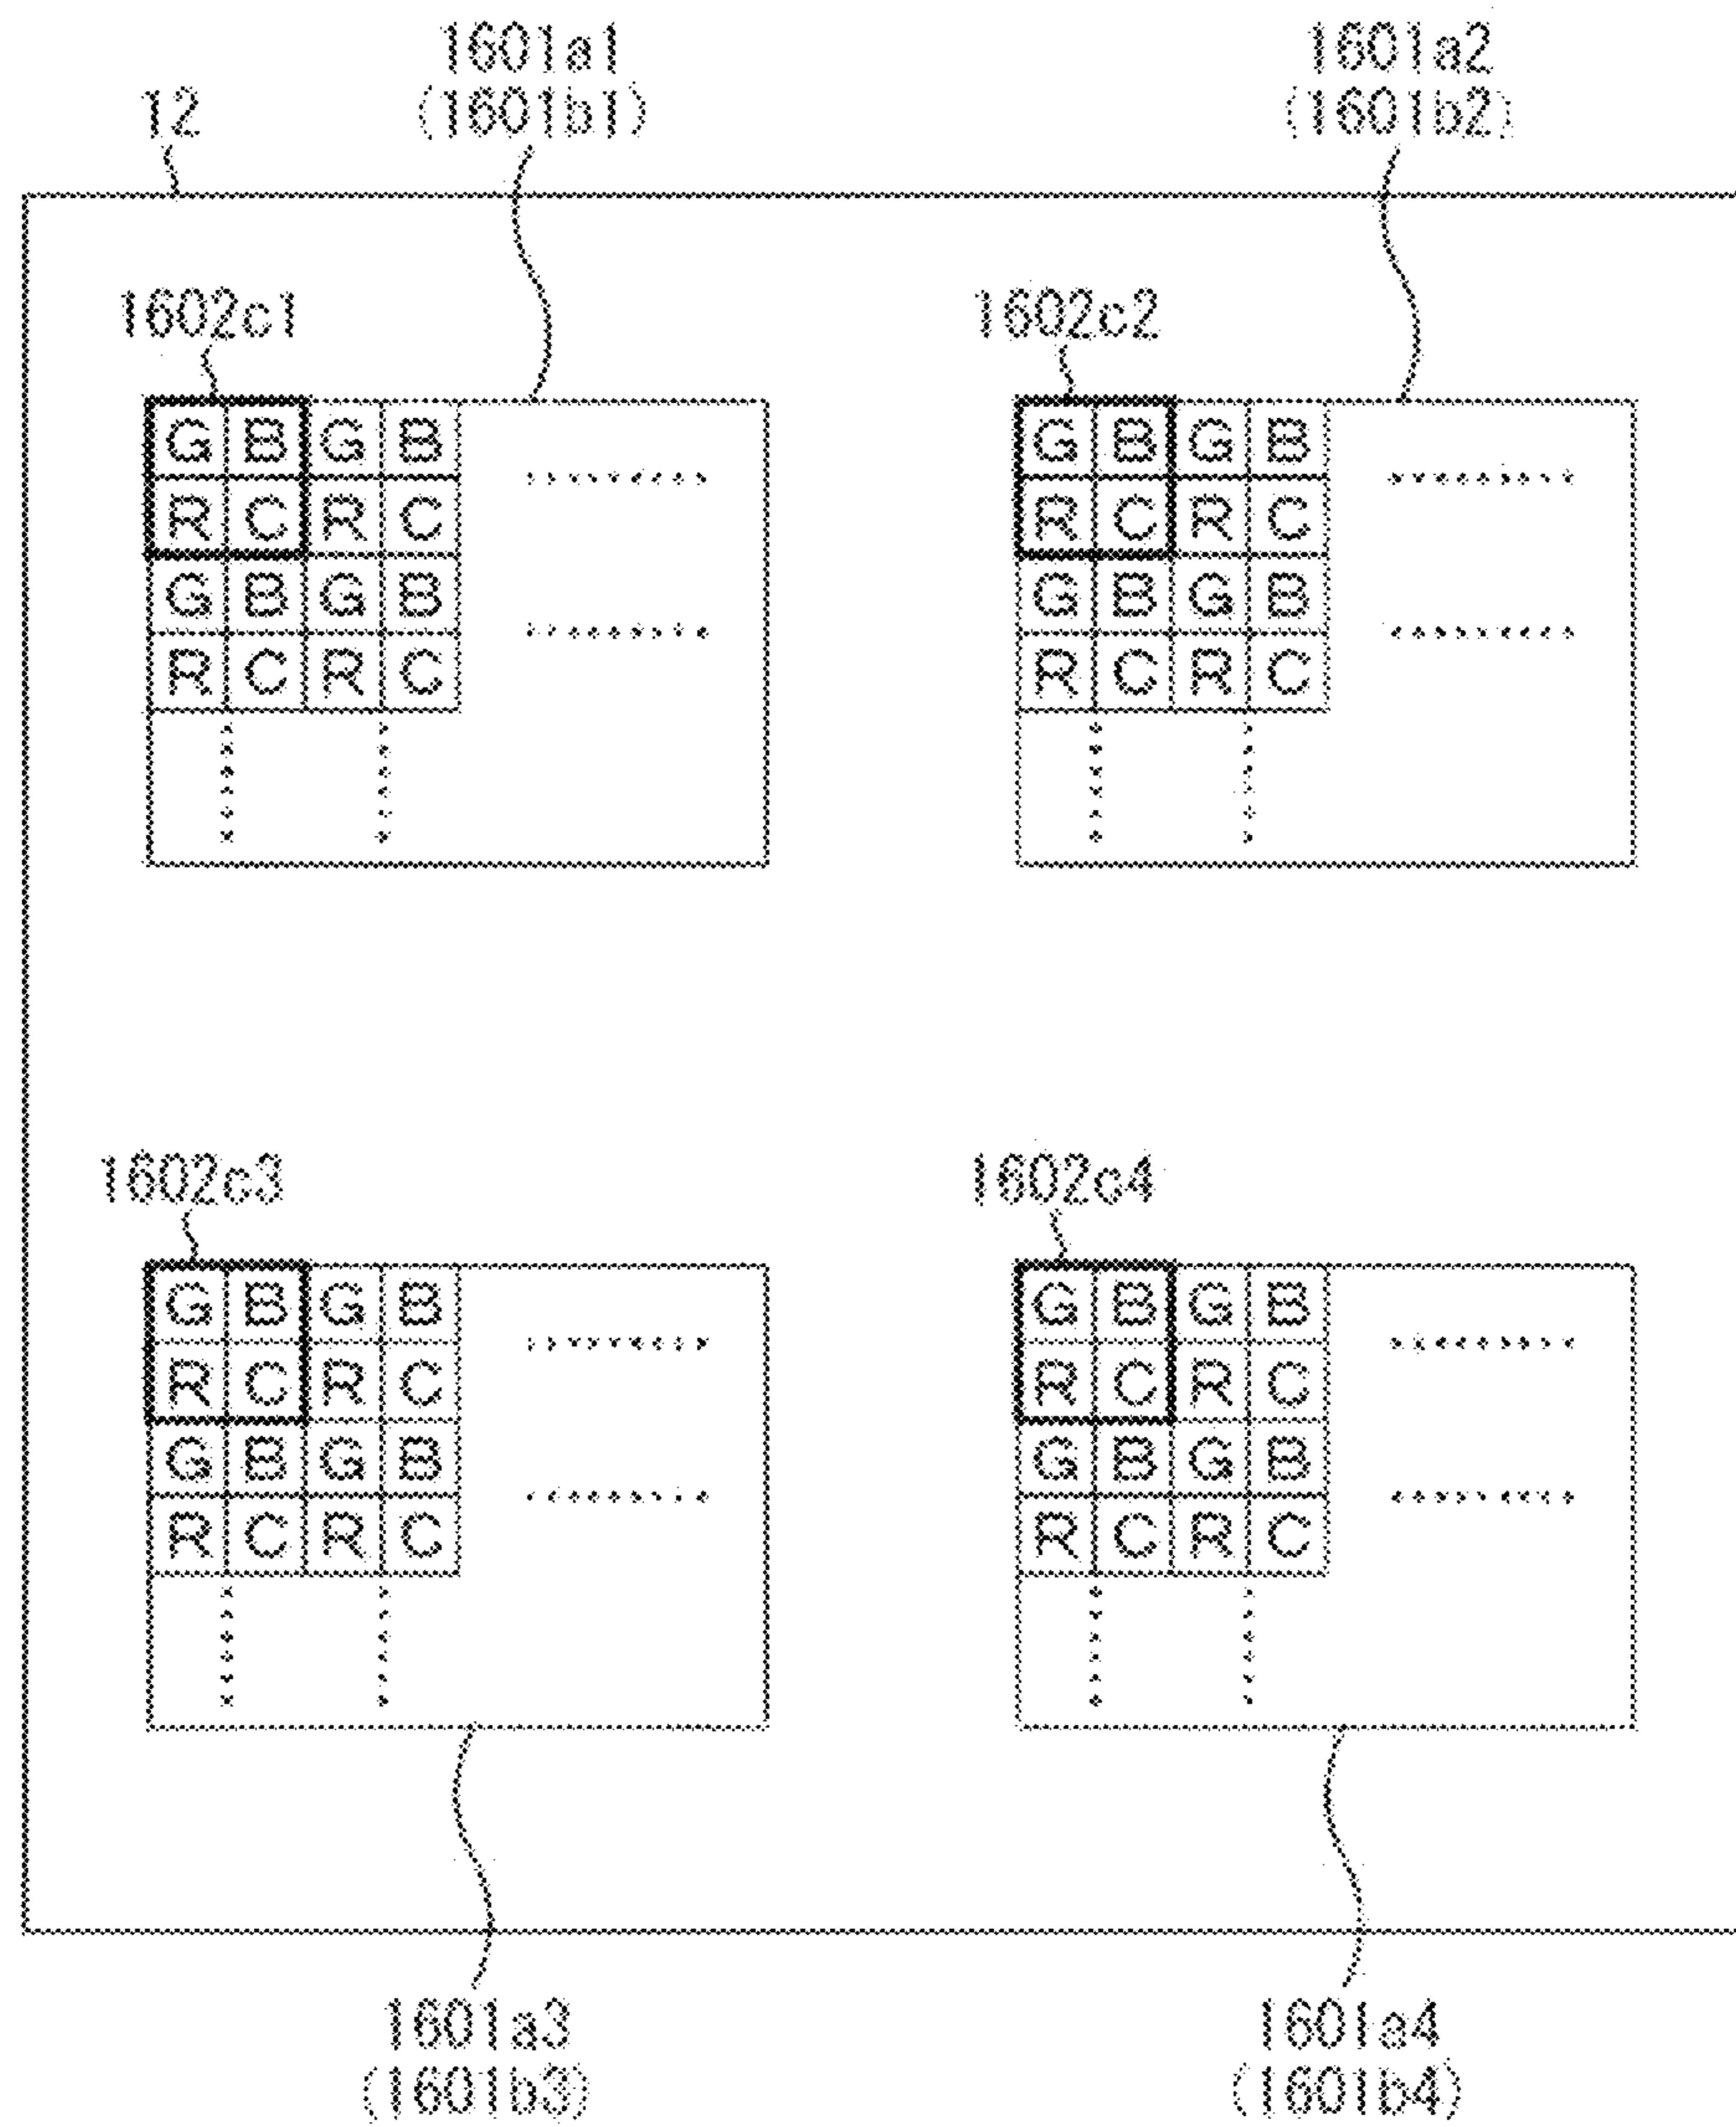 1601a1
(1601b1)
1601a2
(1601b2)
12
1602c1
1602c2
G B G B
R C R C
G B G B
R C R C
G B G B
R C R C
G B G B
R C R C
1602c3
1602c4
G B G B
R C R C
G B G B
R C R C
G B G B
R C R C
G B G B
R C R C
1601a3
(1601b3)
1601a4
(1601b4)